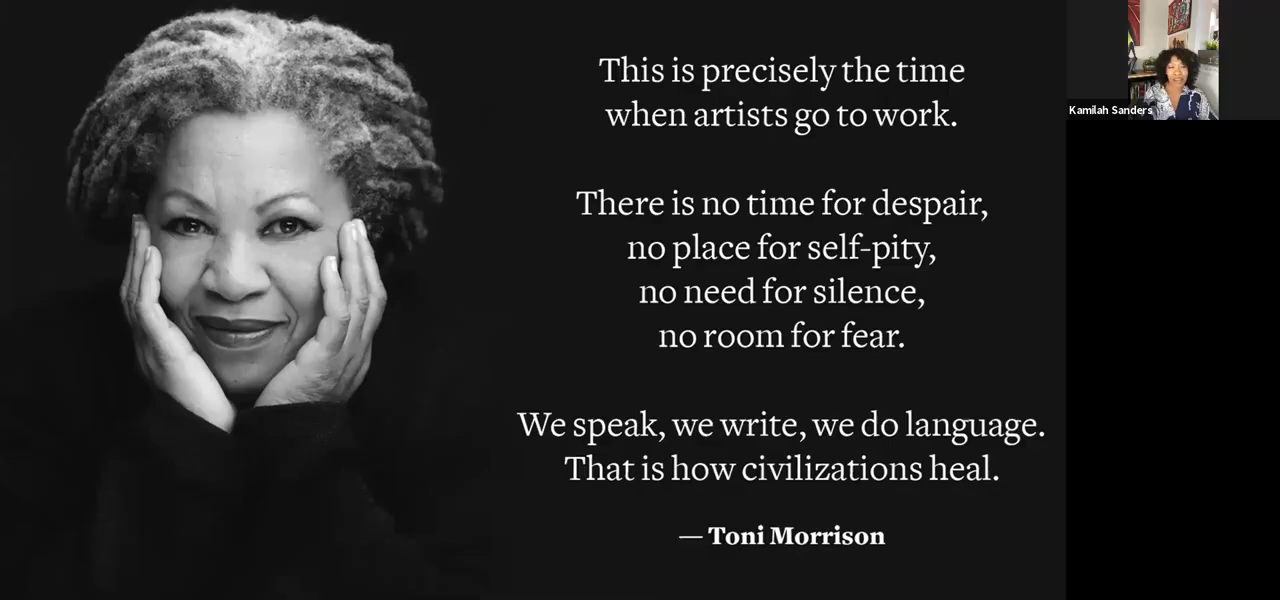 This is precisely the time
when artists go to work.
There is no time for despair,
no place for self-pity,
no need for silence,
no room for fear.
We speak, we write, we do language.
That is how civilizations heal.
— Toni Morrison
Kamilah Sanders